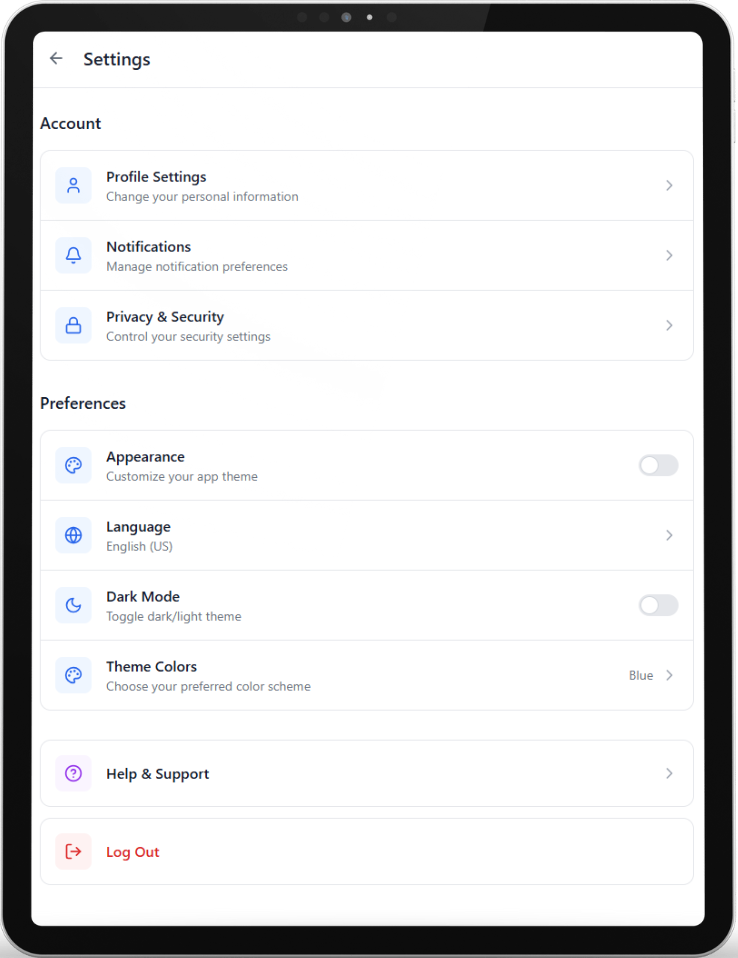 Settings
Account
Profile Settings
Change your personal information
Notifications
Manage notification preferences
Privacy & Security
Control your security settings
Preferences
Appearance
Customize your app theme
Language
English (US)
Dark Mode
Toggle dark/light theme
Theme Colors
Choose your preferred color scheme
Blue
Help & Support
Log Out